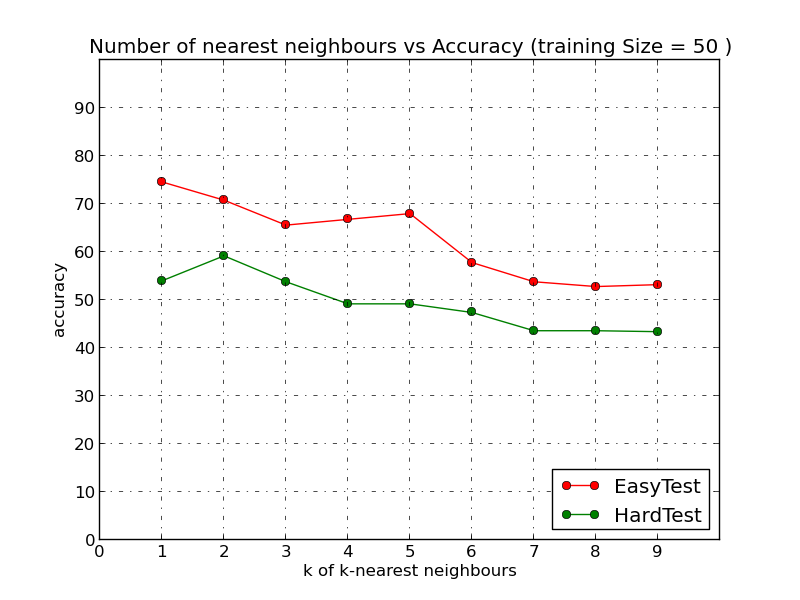 Number of nearest neighbours vs Accuracy (training Size = 50 )
90
80
70
60
50
40
30
20
10
0
accuracy
0 1 2 3 4 5 6 7 8 9
k of k-nearest neighbours
EasyTest
HardTest